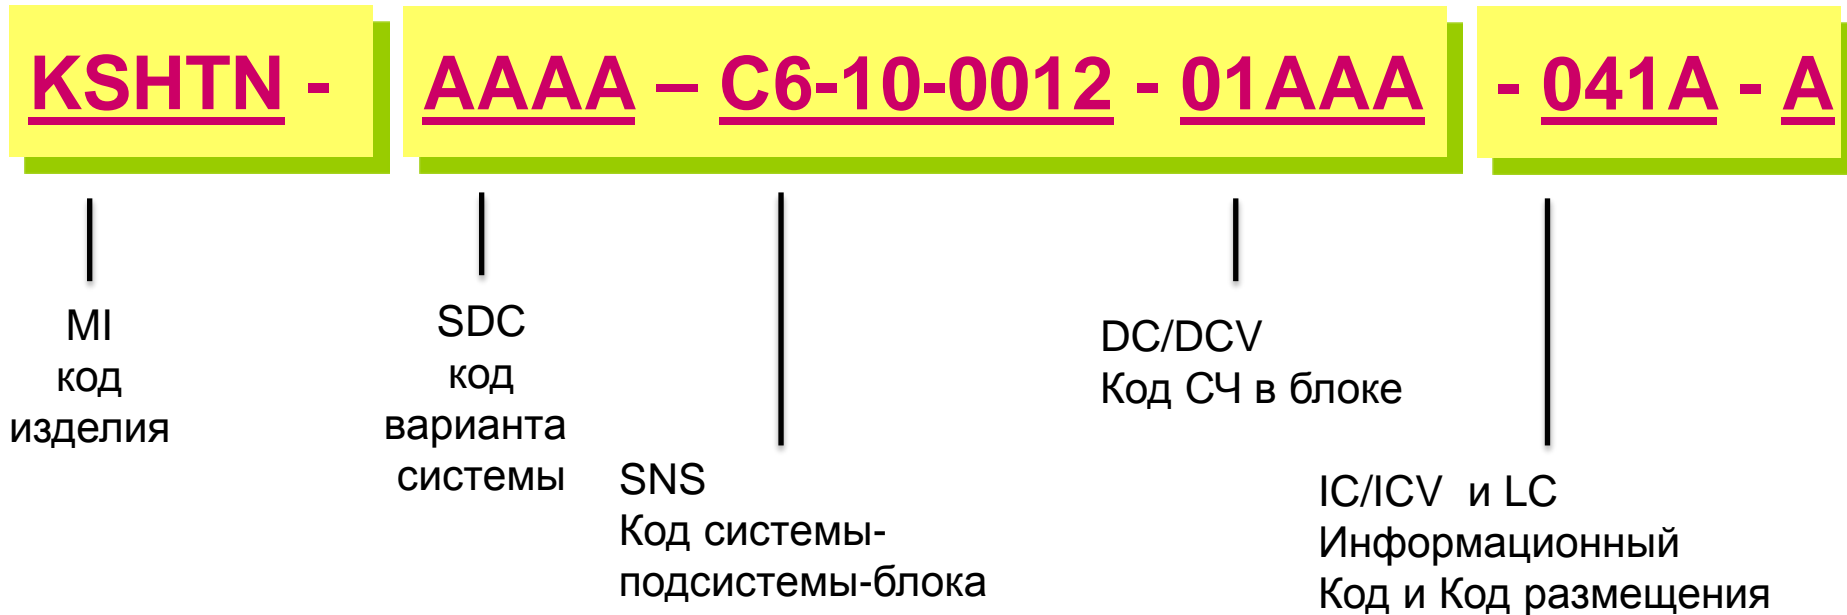 KSHTN - AAAA – C6-10-0012 - 01AAA - 041A - A
MI
код
изделия
SDC
код
варианта
системы
SNS
Код системы-
подсистемы-блока
DC/DCV
Код СЧ в блоке
IC/ICV и LC
Информационный
Код и Код размещения